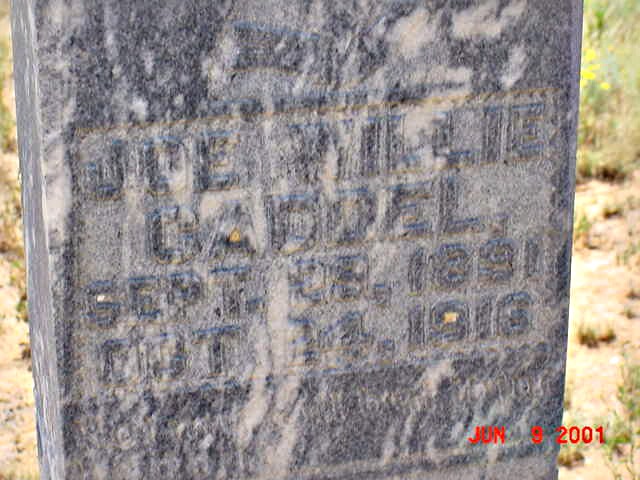 JOE WILLIE
CADDEL.
SEPT. 28, 1891
OCT. 24, 1916
JUN 9 2001